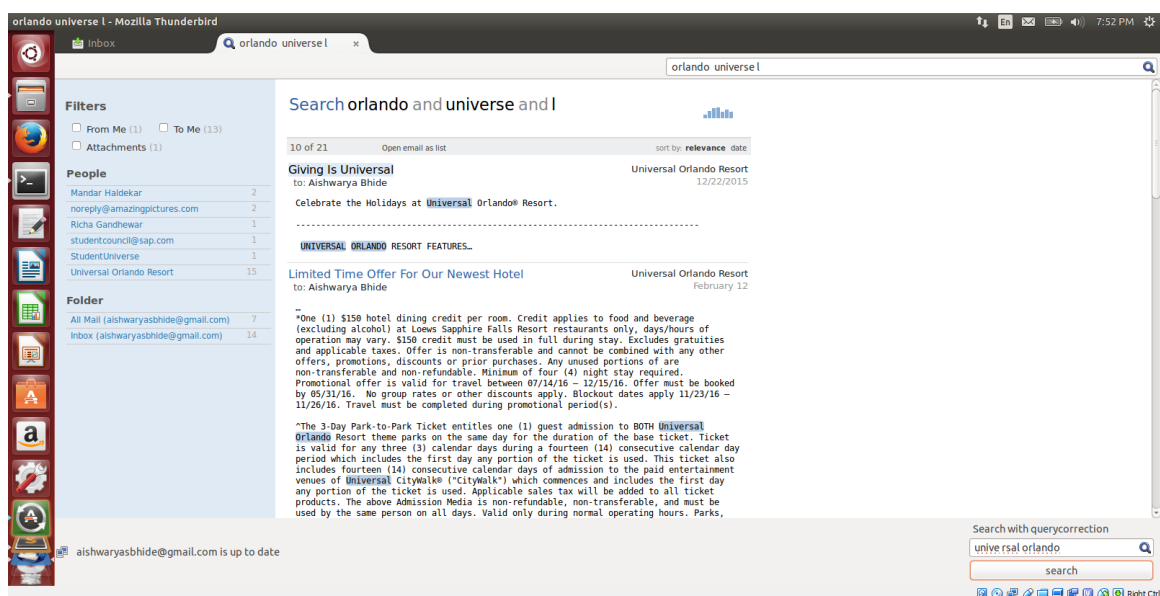 orlando universe l - Mozilla Thunderbird
En
7:52 PM
Inbox
orlando universe l ×
orlando universe l
Filters
From Me (1) To Me (13)
Attachments (1)
People
Mandar Haldekar 2
noreply@amazingpictures.com 2
Richa Gandhewar 1
studentcouncil@sap.com 1
StudentUniverse 1
Universal Orlando Resort 15
Folder
All Mail (aishwaryasbhide@gmail.com) 7
Inbox (aishwaryasbhide@gmail.com) 14
Search orlando and universe and l
10 of 21 Open email as list sort by: relevance date
Giving Is Universal Universal Orlando Resort
to: Aishwarya Bhide 12/22/2015
Celebrate the Holidays at Universal Orlando® Resort.
--------------------------------------------------------------------------
UNIVERSAL ORLANDO RESORT FEATURES…
Limited Time Offer For Our Newest Hotel Universal Orlando Resort
to: Aishwarya Bhide February 12
…
*One (1) $150 hotel dining credit per room. Credit applies to food and beverage
(excluding alcohol) at Loews Sapphire Falls Resort restaurants only, days/hours of
operation may vary. $150 credit must be used in full during stay. Excludes gratuities
and applicable taxes. Offer is non-transferable and cannot be combined with any other
offers, promotions, discounts or prior purchases. Any unused portions of are
non-transferable and non-refundable. Minimum of four (4) night stay required.
Promotional offer is valid for travel between 07/14/16 – 12/15/16. Offer must be booked
by 05/31/16. No group rates or other discounts apply. Blockout dates apply 11/23/16 –
11/26/16. Travel must be completed during promotional period(s).
^The 3-Day Park-to-Park Ticket entitles one (1) guest admission to BOTH Universal
Orlando Resort theme parks on the same day for the duration of the base ticket. Ticket
is valid for any three (3) calendar days during a fourteen (14) consecutive calendar day
period which includes the first day any portion of the ticket is used. This ticket also
includes fourteen (14) consecutive calendar days of admission to the paid entertainment
venues of Universal CityWalk® ("CityWalk") which commences and includes the first day
any portion of the ticket is used. Applicable sales tax will be added to all ticket
products. The above Admission Media is non-refundable, non-transferable, and must be
used by the same person on all days. Valid only during normal operating hours. Parks,
Search with querycorrection
unive rsal orlando
search
aishwaryasbhide@gmail.com is up to date
Right Ctrl